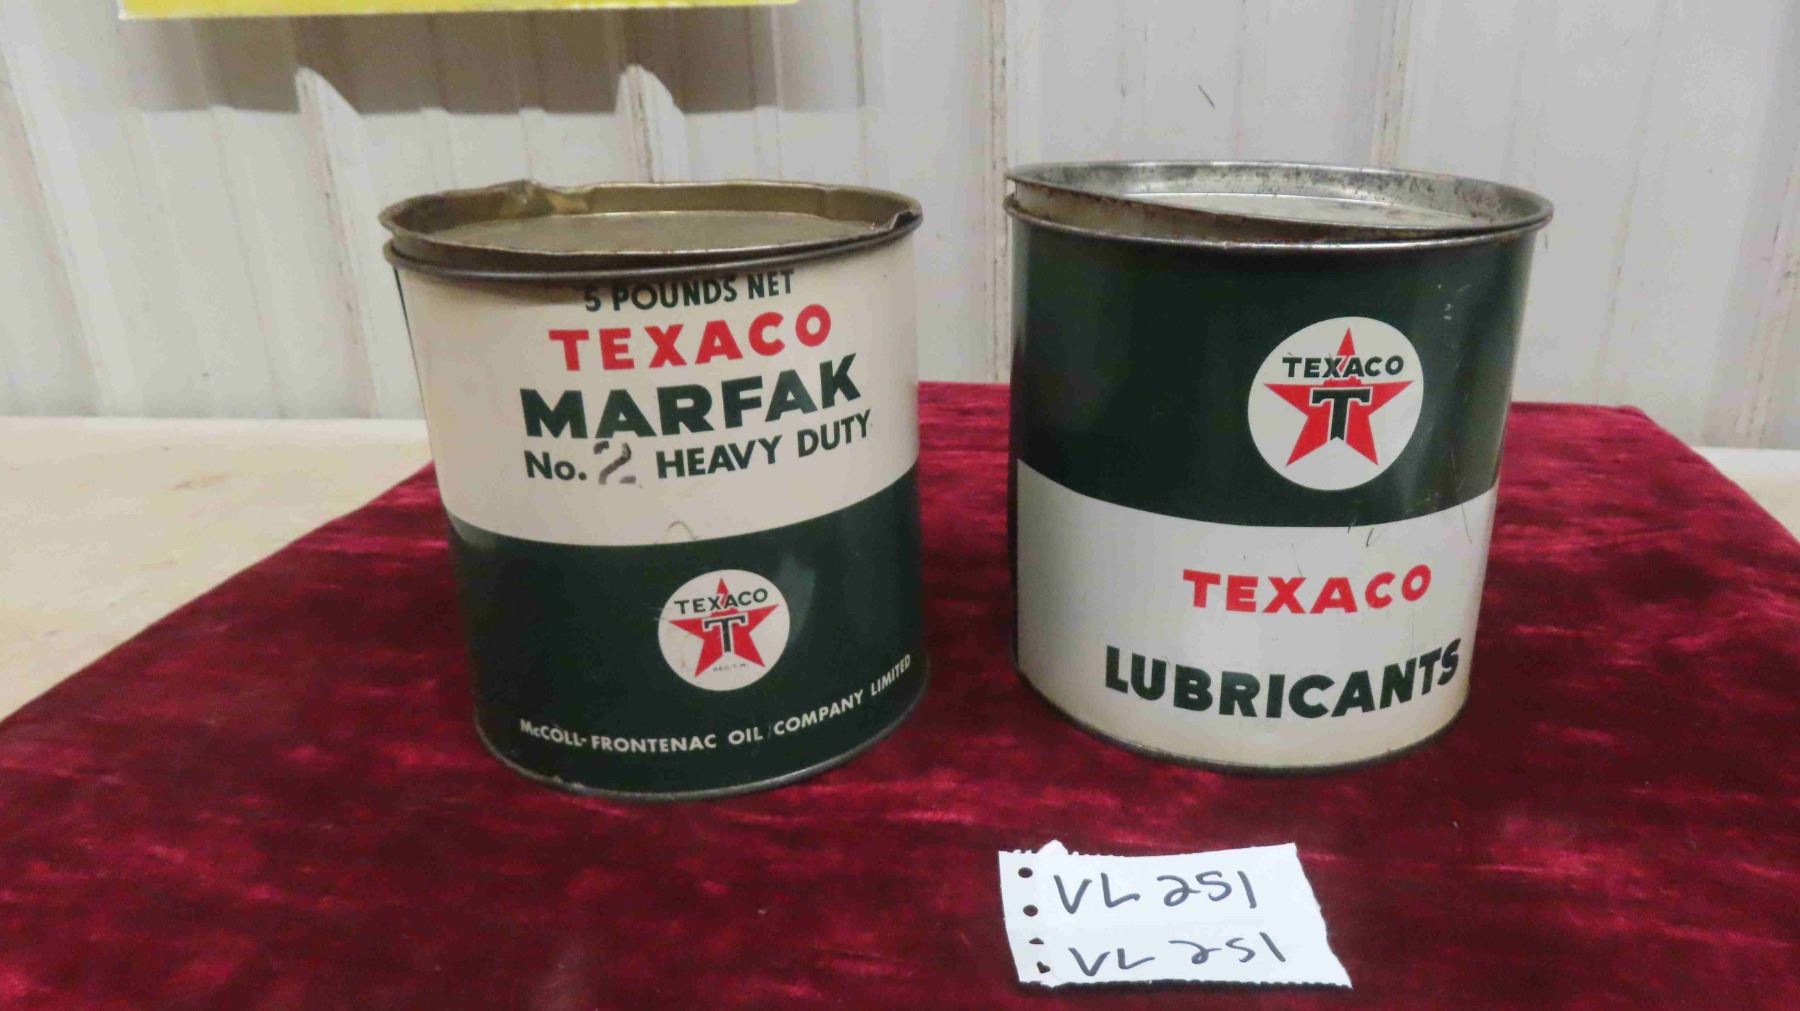 5 POUNDS NET
TEXACO
MARFAK
No. 2 HEAVY DUTY
TEXACO
T
REG. T.M.
McCOLL-FRONTENAC OIL COMPANY LIMITED
TEXACO
T
TEXACO
LUBRICANTS
VL 251
VL 251